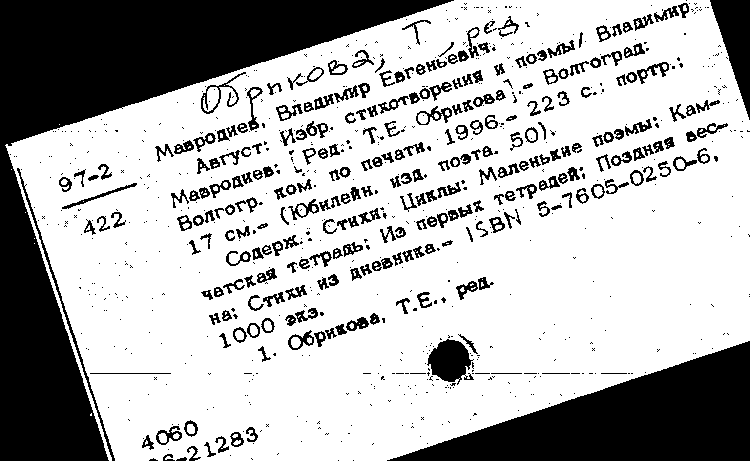 Обрикова, Т , ред.
97-2
422
Мавродиев, Владимир Евгеньевич.
Август: Избр. стихотворения и поэмы/ Владимир
Мавродиев; [Ред.: Т.Е. Обрикова].- Волгоград:
Волгогр. ком. по печати, 1996.- 223 с.: портр.;
17 см.- (Юбилейн. изд. поэта. 50).
Содерж.: Стихи; Циклы: Маленькие поэмы; Кам-
чатская тетрадь; Из первых тетрадей; Поздняя вес-
на; Стихи из дневника.- ISBN 5-7605-0250-6.
1000 экз.
1. Обрикова, Т.Е., ред.
4060
96-21283